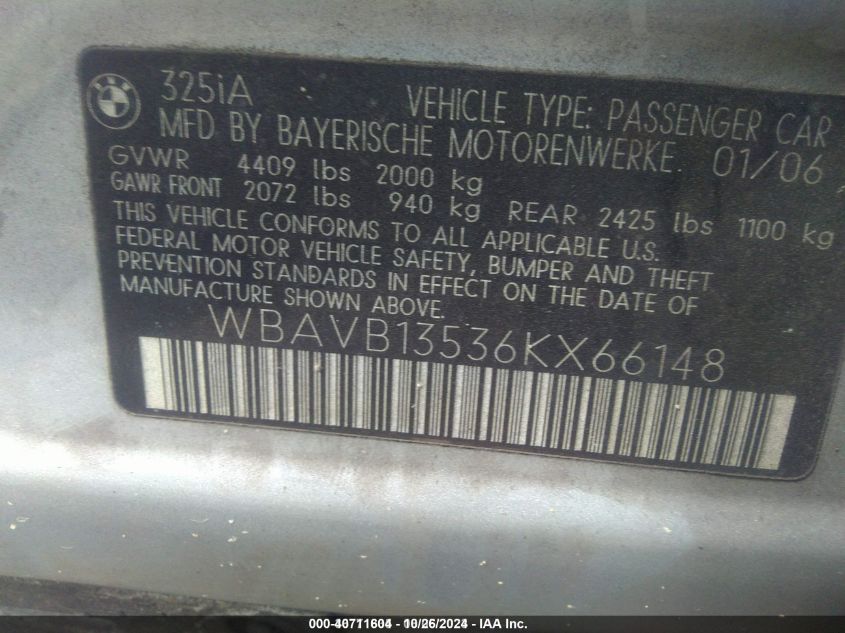 325iA VEHICLE TYPE: PASSENGER CAR
MFD BY BAYERISCHE MOTORENWERKE. 01/06
GVWR 4409 lbs 2000 kg
GAWR FRONT 2072 lbs 940 kg REAR 2425 lbs 1100 kg
THIS VEHICLE CONFORMS TO ALL APPLICABLE U.S.
FEDERAL MOTOR VEHICLE SAFETY, BUMPER AND THEFT
PREVENTION STANDARDS IN EFFECT ON THE DATE OF
MANUFACTURE SHOWN ABOVE.
WBAVB13536KX66148
000-40711604 - 10/26/2024 - IAA Inc.